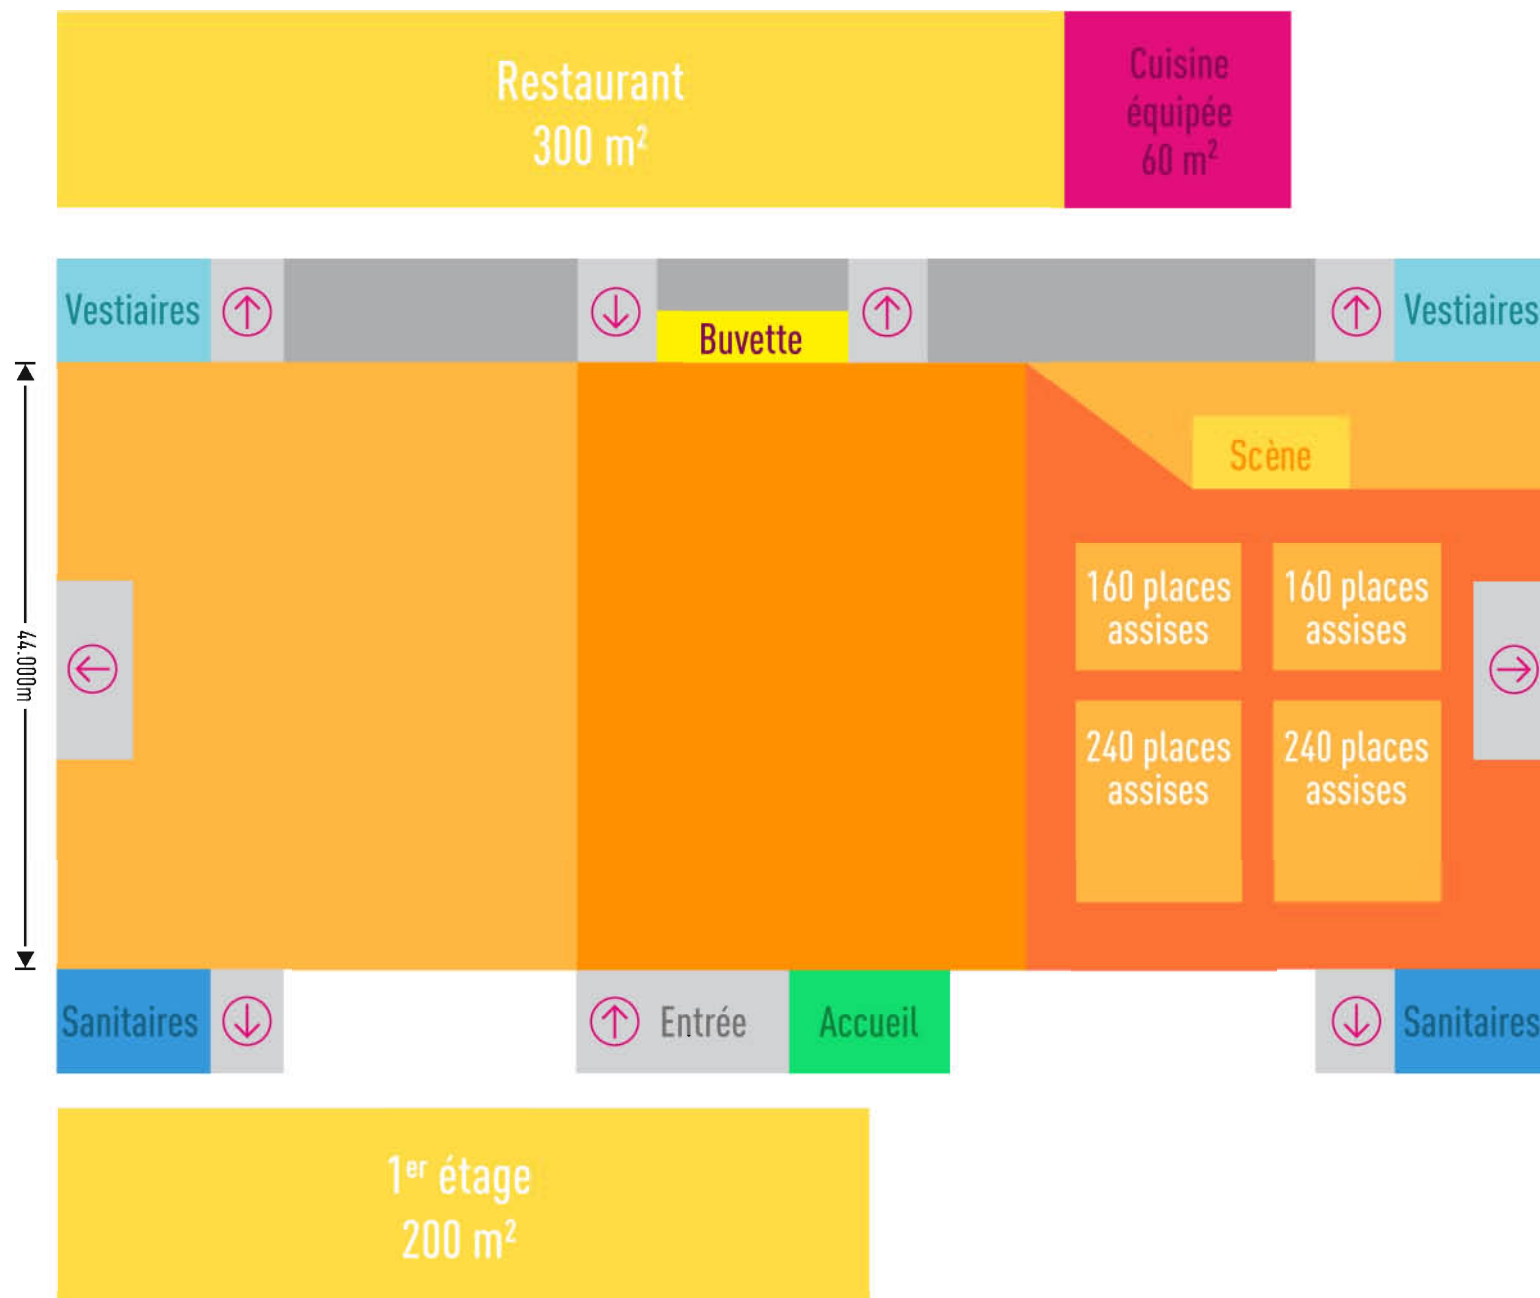 Restaurant
300 m²
Cuisine
équipée
60 m²
Vestiaires
Buvette
Vestiaires
Scène
160 places
assises
160 places
assises
44.000m
240 places
assises
240 places
assises
Sanitaires
Entrée
Accueil
Sanitaires
1er étage
200 m²